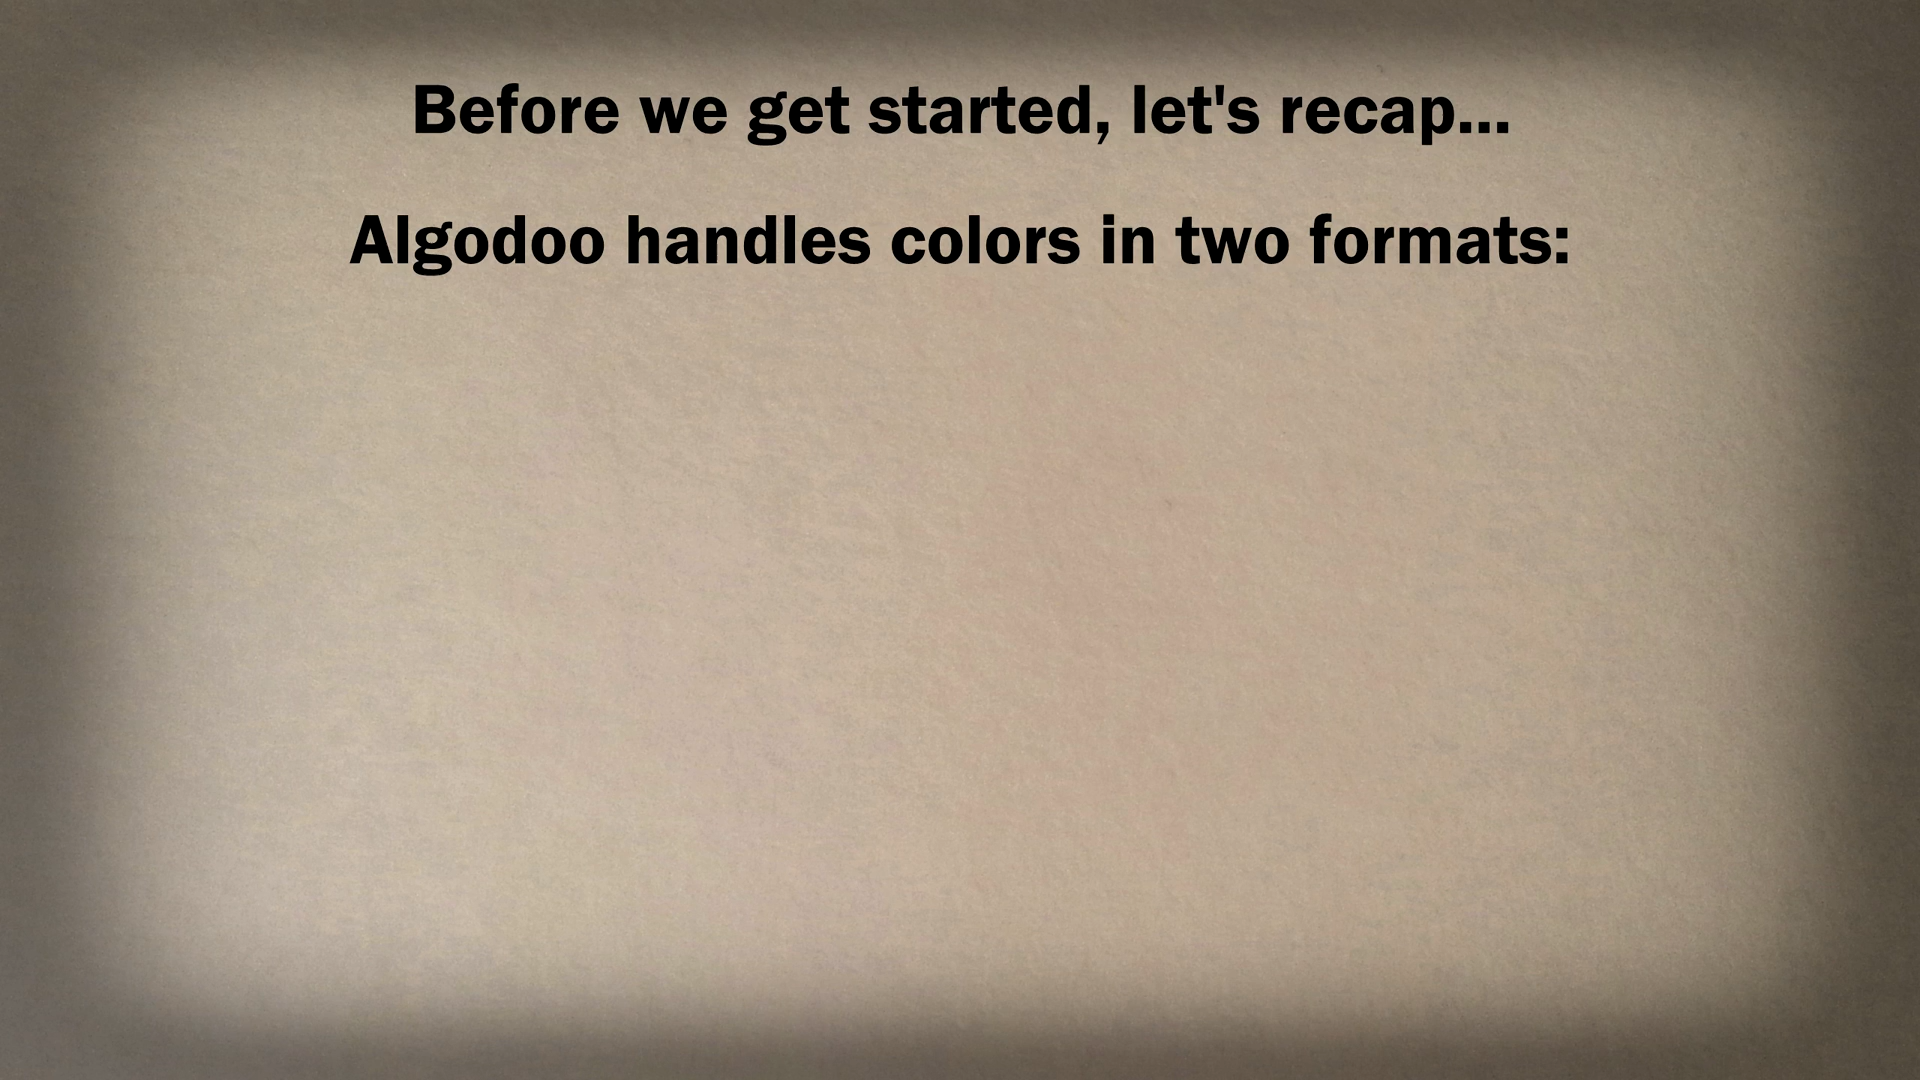 Before we get started, let's recap...
Algodoo handles colors in two formats: